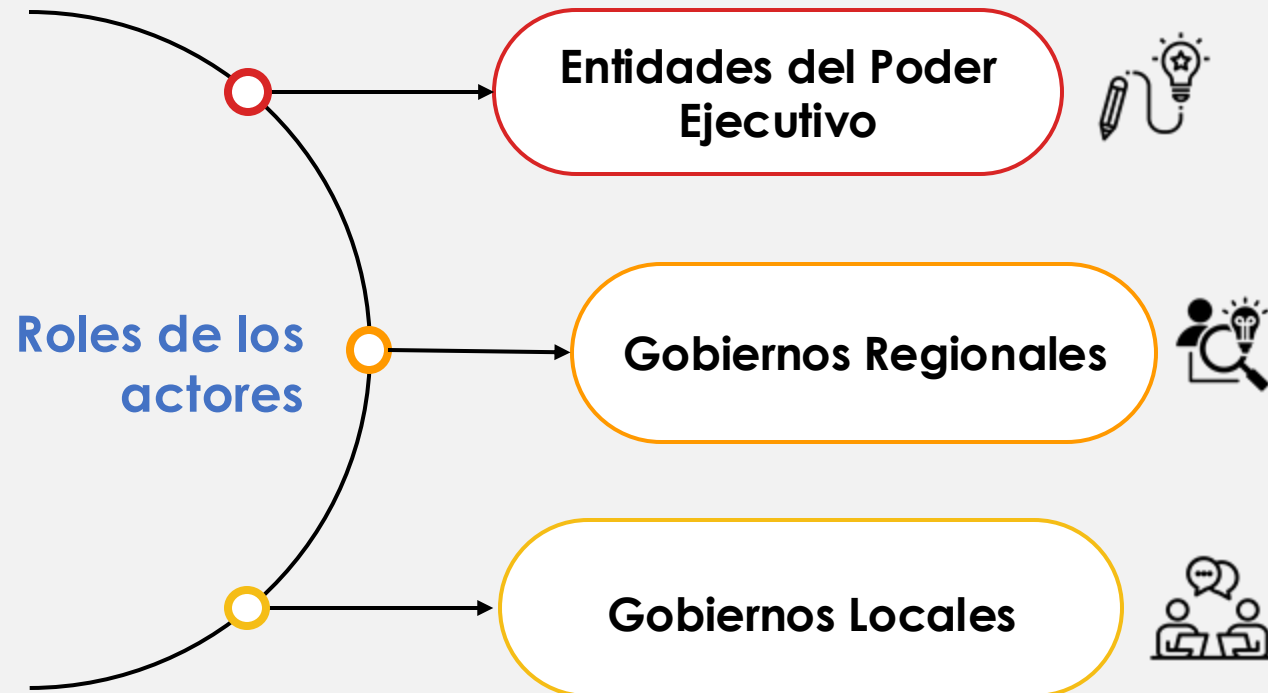 Entidades del Poder
Ejecutivo
Roles de los
actores
Gobiernos Regionales
Gobiernos Locales